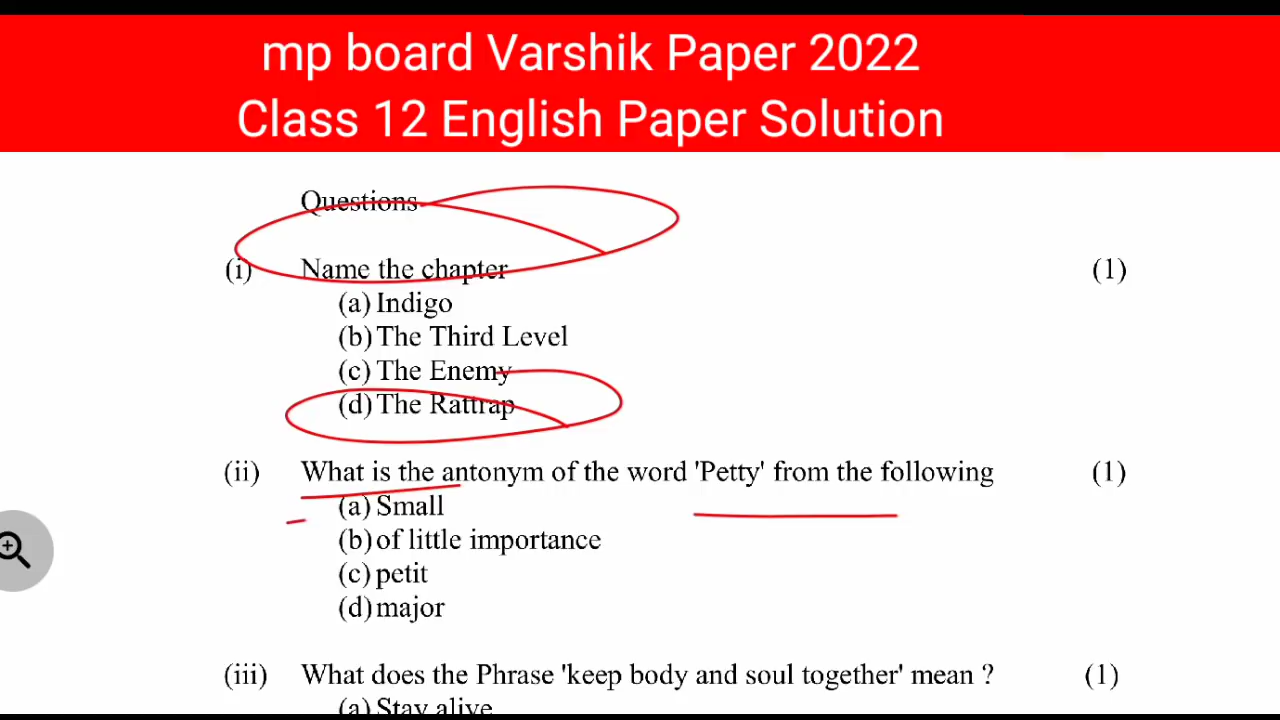 mp board Varshik Paper 2022
Class 12 English Paper Solution
Questions
(i) Name the chapter (1)
(a) Indigo
(b) The Third Level
(c) The Enemy
(d) The Rattrap
(ii) What is the antonym of the word 'Petty' from the following (1)
(a) Small
(b) of little importance
(c) petit
(d) major
(iii) What does the Phrase 'keep body and soul together' mean ? (1)
(a) Stay alive